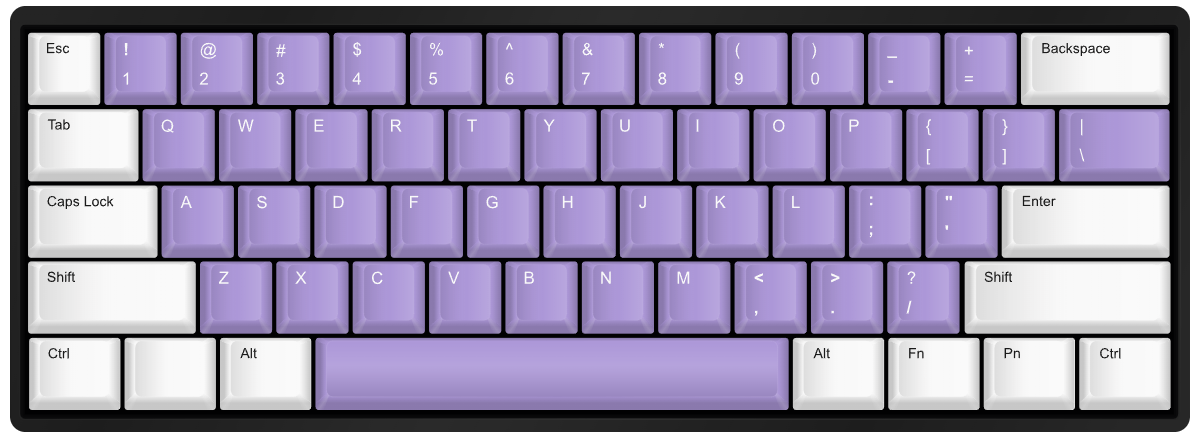 Esc ! @ # $ % ^ & * ( ) _ + Backspace
1 2 3 4 5 6 7 8 9 0 - =
Tab Q W E R T Y U I O P { } |
[ ] \
Caps Lock A S D F G H J K L : " Enter
; '
Shift Z X C V B N M < > ? Shift
, . /
Ctrl Alt Alt Fn Pn Ctrl